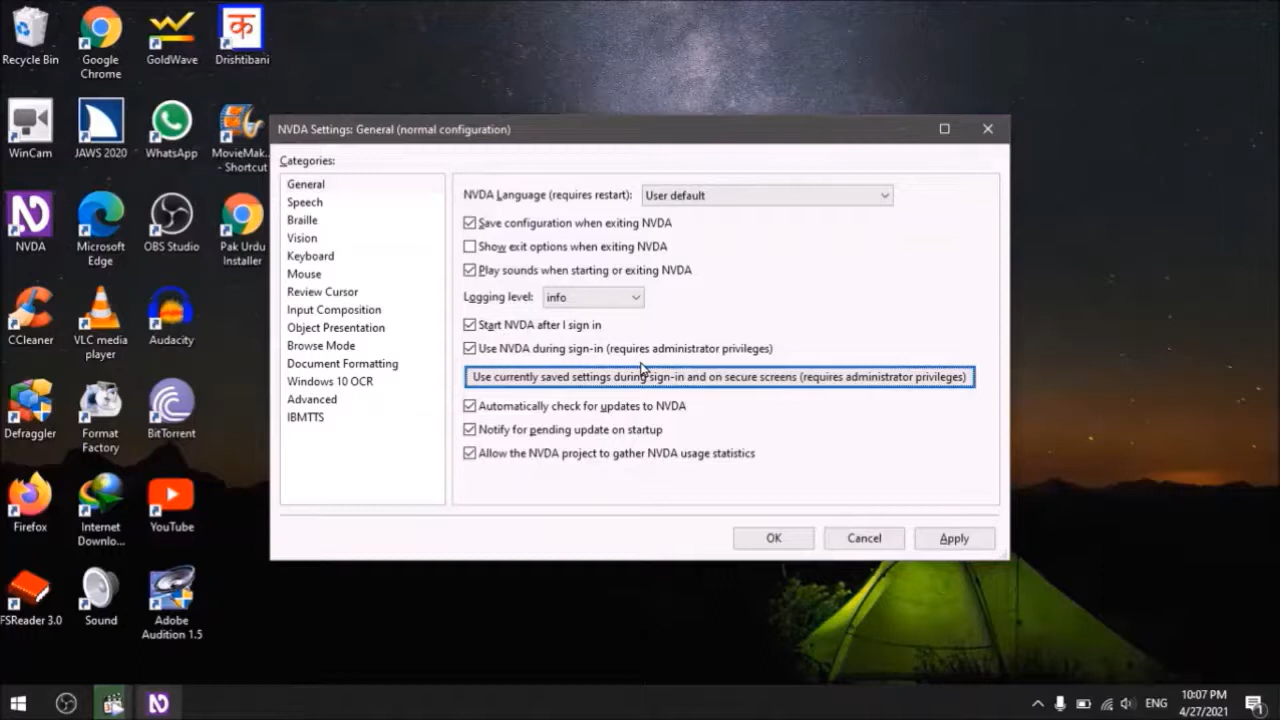 Recycle Bin
Google
Chrome
GoldWave
क
Drishtibani
WinCam
JAWS 2020
WhatsApp
MovieMak...
- Shortcut
NVDA
Microsoft
Edge
OBS Studio
Pak Urdu
Installer
CCleaner
VLC media
player
Audacity
Defraggler
Format
Factory
BitTorrent
Firefox
Internet
Downlo...
YouTube
FSReader 3.0
Sound
Adobe
Audition 1.5
NVDA Settings: General (normal configuration)
Categories:
General
Speech
Braille
Vision
Keyboard
Mouse
Review Cursor
Input Composition
Object Presentation
Browse Mode
Document Formatting
Windows 10 OCR
Advanced
IBMTTS
NVDA Language (requires restart):
User default
Save configuration when exiting NVDA
Show exit options when exiting NVDA
Play sounds when starting or exiting NVDA
Logging level:
info
Start NVDA after I sign in
Use NVDA during sign-in (requires administrator privileges)
Use currently saved settings during sign-in and on secure screens (requires administrator privileges)
Automatically check for updates to NVDA
Notify for pending update on startup
Allow the NVDA project to gather NVDA usage statistics
OK
Cancel
Apply
ENG
10:07 PM
4/27/2021
1